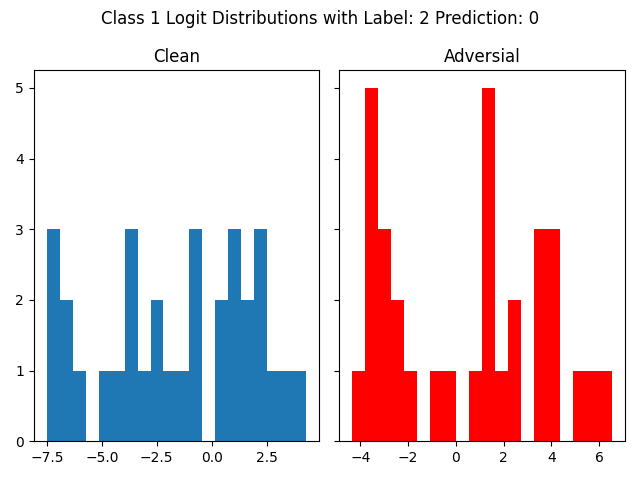 Class 1 Logit Distributions with Label: 2 Prediction: 0
Clean
Adversial
5
4
3
2
1
0
−7.5 −5.0 −2.5 0.0 2.5
−4 −2 0 2 4 6